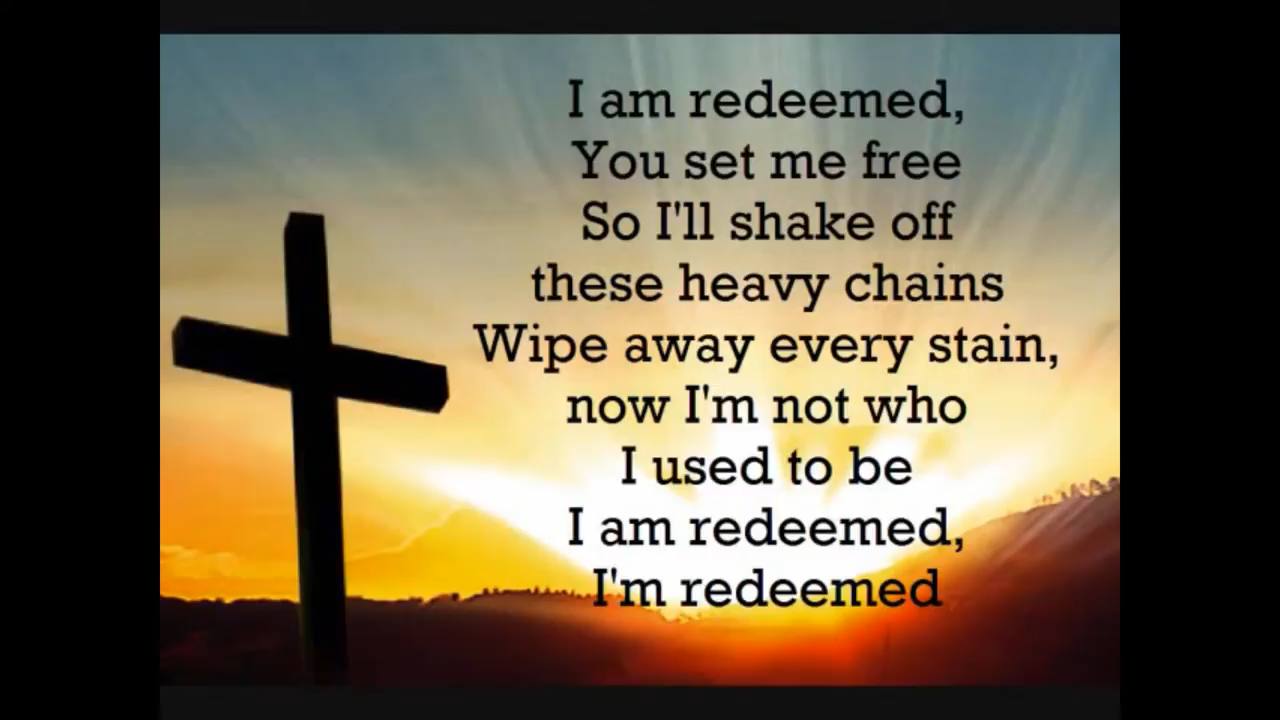 I am redeemed,
You set me free
So I'll shake off
these heavy chains
Wipe away every stain,
now I'm not who
I used to be
I am redeemed,
I'm redeemed